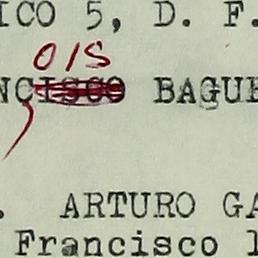 ICO 5, D. F.
OIS
NCISCO BAGUE
. ARTURO GA
Francisco l